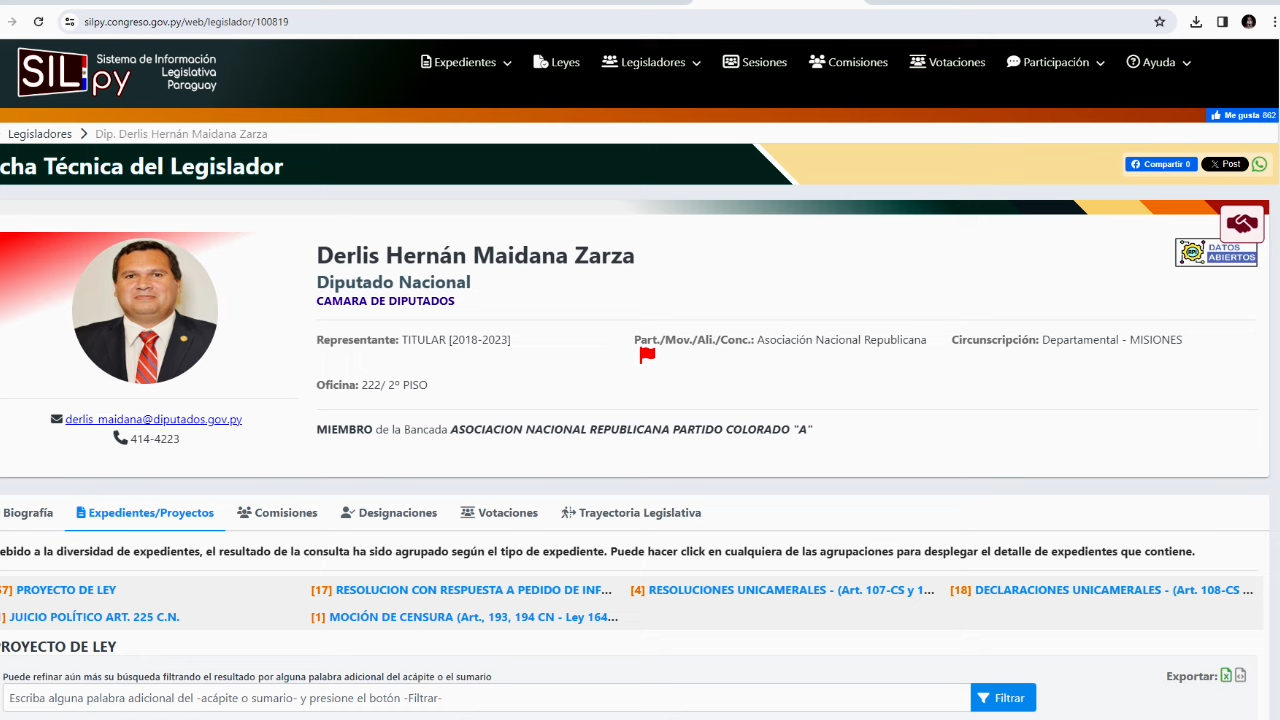 silpy.congreso.gov.py/web/legislador/100819
SIL py Sistema de Información Legislativa Paraguay
Expedientes Leyes Legisladores Sesiones Comisiones Votaciones Participación Ayuda
Me gusta 862
Legisladores Dip. Derlis Hernán Maidana Zarza
cha Técnica del Legislador
Compartir 0 Post
Derlis Hernán Maidana Zarza
DATOS ABIERTOS
Diputado Nacional
CAMARA DE DIPUTADOS
Representante: TITULAR [2018-2023] Part./Mov./Ali./Conc.: Asociación Nacional Republicana Circunscripción: Departamental - MISIONES
Oficina: 222/ 2º PISO
derlis_maidana@diputados.gov.py
414-4223
MIEMBRO de la Bancada ASOCIACION NACIONAL REPUBLICANA PARTIDO COLORADO "A"
Biografía Expedientes/Proyectos Comisiones Designaciones Votaciones Trayectoria Legislativa
ebido a la diversidad de expedientes, el resultado de la consulta ha sido agrupado según el tipo de expediente. Puede hacer click en cualquiera de las agrupaciones para desplegar el detalle de expedientes que contiene.
7] PROYECTO DE LEY [17] RESOLUCION CON RESPUESTA A PEDIDO DE INF... [4] RESOLUCIONES UNICAMERALES - (Art. 107-CS y 1... [18] DECLARACIONES UNICAMERALES - (Art. 108-CS ...
] JUICIO POLÍTICO ART. 225 C.N. [1] MOCIÓN DE CENSURA (Art., 193, 194 CN - Ley 164...
PROYECTO DE LEY
Puede refinar aún más su búsqueda filtrando el resultado por alguna palabra adicional del acápite o el sumario
Exportar:
Escriba alguna palabra adicional del -acápite o sumario- y presione el botón -Filtrar-
Filtrar